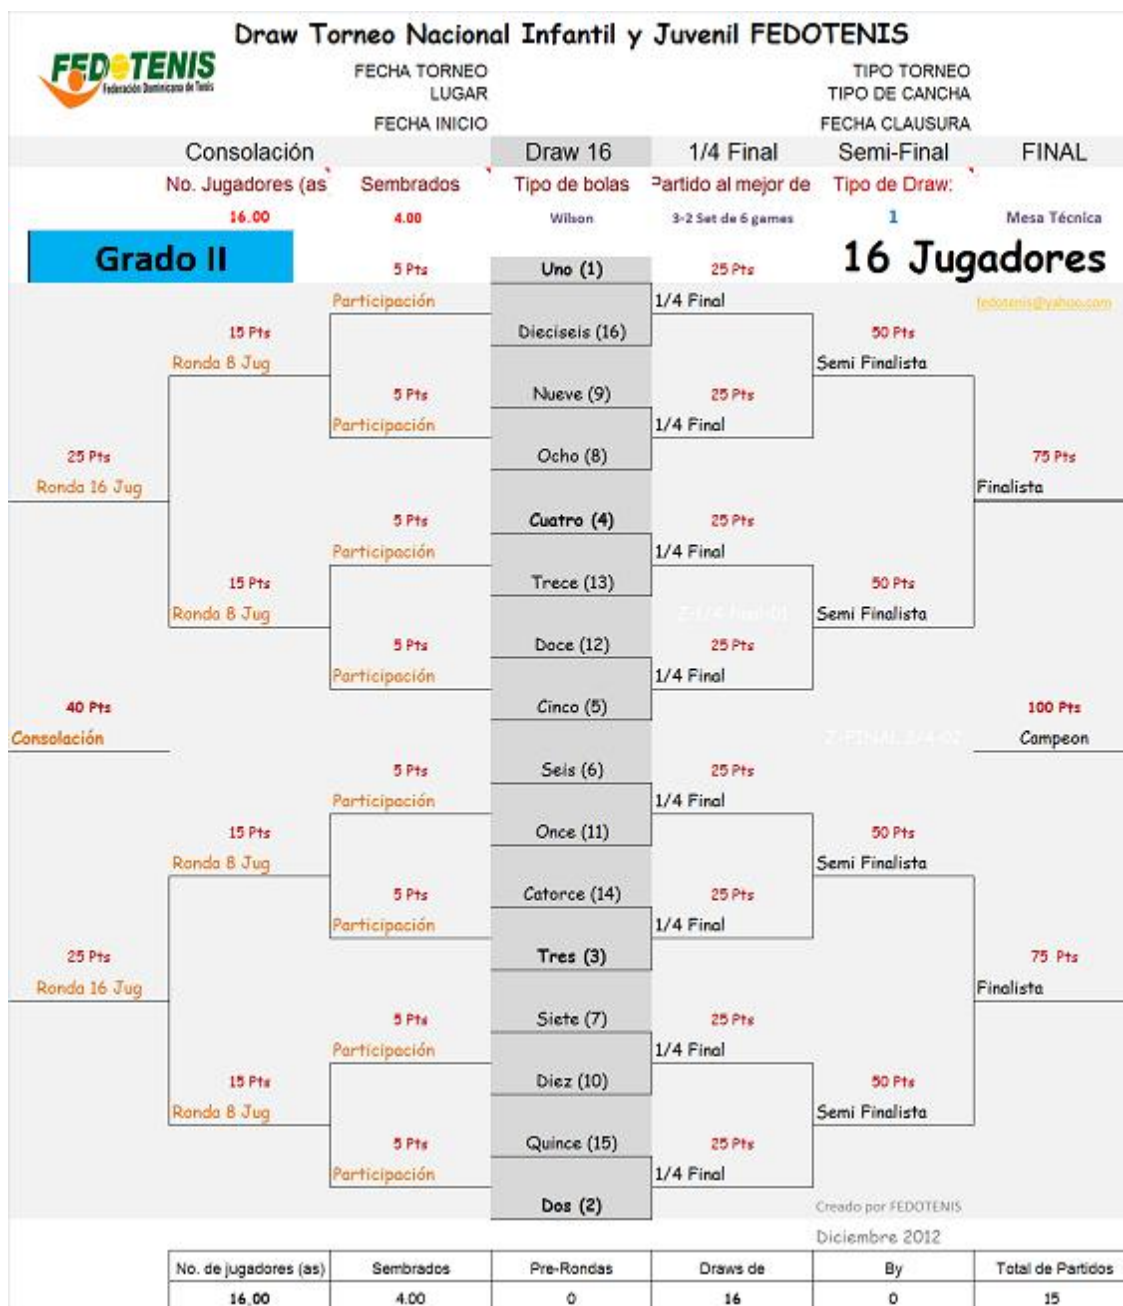 Draw Torneo Nacional Infantil y Juvenil FEDOTENIS
FEDOTENIS
Federación Dominicana de Tenis
FECHA TORNEO TIPO TORNEO
LUGAR TIPO DE CANCHA
FECHA INICIO FECHA CLAUSURA
Consolación Draw 16 1/4 Final Semi-Final FINAL
No. Jugadores (as Sembrados Tipo de bolas Partido al mejor de Tipo de Draw:
16.00 4.00 Wilson 3-2 Set de 6 games 1 Mesa Técnica
Grado II 5 Pts Uno (1) 25 Pts 16 Jugadores
Participación 1/4 Final fedotenis@yahoo.com
15 Pts Dieciseis (16) 50 Pts
Ronda 8 Jug Semi Finalista
5 Pts Nueve (9) 25 Pts
Participación 1/4 Final
25 Pts Ocho (8) 75 Pts
Ronda 16 Jug Finalista
5 Pts Cuatro (4) 25 Pts
Participación 1/4 Final
15 Pts Trece (13) 50 Pts
Ronda 8 Jug Semi Finalista
5 Pts Doce (12) 25 Pts
Participación 1/4 Final
40 Pts Cinco (5) 100 Pts
Consolación Campeon
5 Pts Seis (6) 25 Pts
Participación 1/4 Final
15 Pts Once (11) 50 Pts
Ronda 8 Jug Semi Finalista
5 Pts Catorce (14) 25 Pts
Participación 1/4 Final
25 Pts Tres (3) 75 Pts
Ronda 16 Jug Finalista
5 Pts Siete (7) 25 Pts
Participación 1/4 Final
15 Pts Diez (10) 50 Pts
Ronda 8 Jug Semi Finalista
5 Pts Quince (15) 25 Pts
Participación 1/4 Final
Dos (2) Creado por FEDOTENIS
Diciembre 2012
No. de jugadores (as) Sembrados Pre-Rondas Draws de By Total de Partidos
16.00 4.00 0 16 0 15